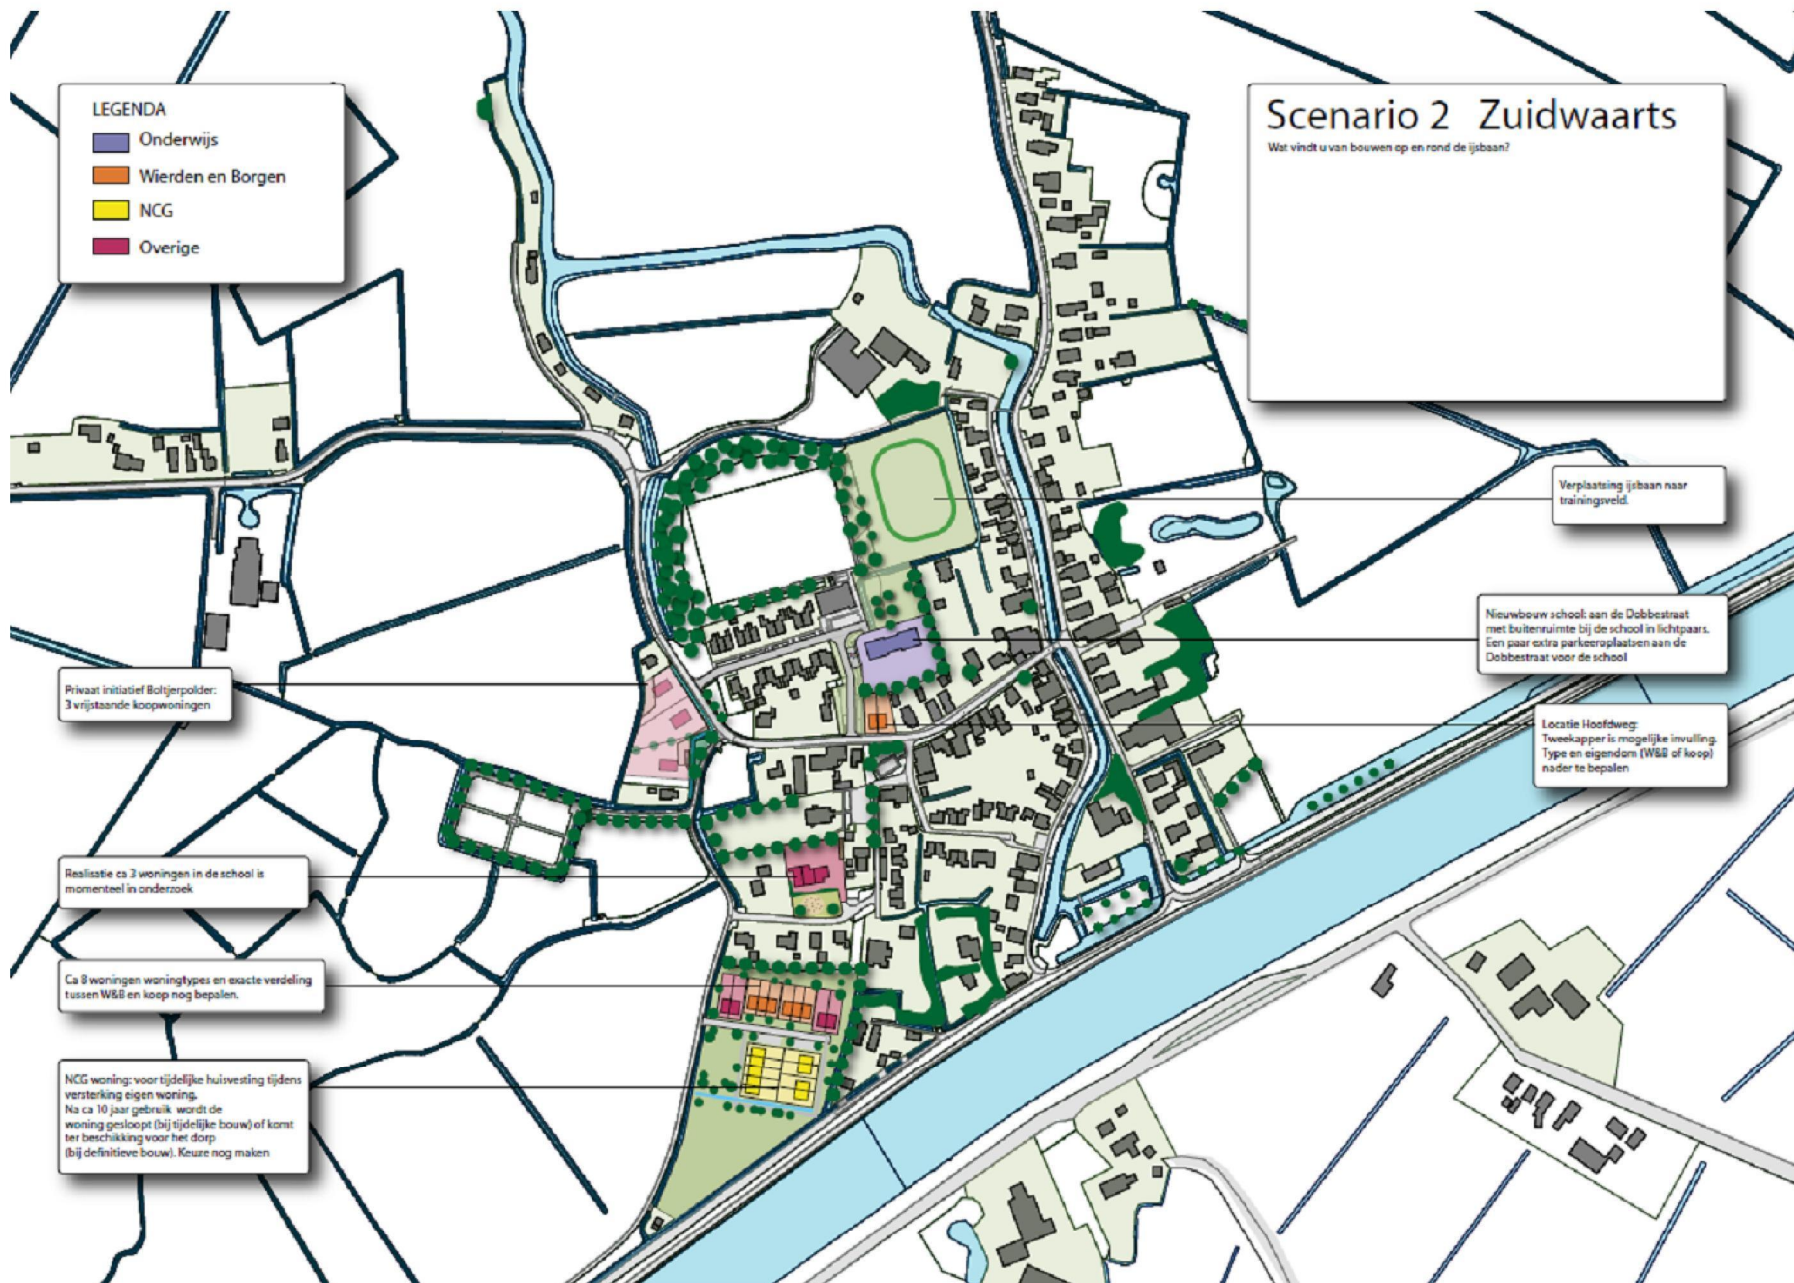 LEGENDA
Onderwijs
Wierden en Borgen
NCG
Overige
Scenario 2 Zuidwaarts
Wat vindt u van bouwen op en rond de ijsbaan?
Verplaatsing ijsbaan naar
trainingsveld.
Nieuwbouw school: aan de Dobbestraat
met buitenruimte bij de school in lichtpaars.
Een paar extra parkeerplaatsen aan de
Dobbestraat voor de school
Locatie Hoofdweg:
Tweekapper is mogelijke invulling.
Type en eigendom (W&B of koop)
nader te bepalen
Privaat initiatief Boltjerpolder:
3 vrijstaande koopwoningen
Realisatie ca 3 woningen in de school is
momenteel in onderzoek
Ca 8 woningen woningtypes en exacte verdeling
tussen W&B en koop nog bepalen.
NCG woning: voor tijdelijke huisvesting tijdens
versterking eigen woning.
Na ca 10 jaar gebruik wordt de
woning gesloopt (bij tijdelijke bouw) of komt
ter beschikking voor het dorp
(bij definitieve bouw). Keuze nog maken